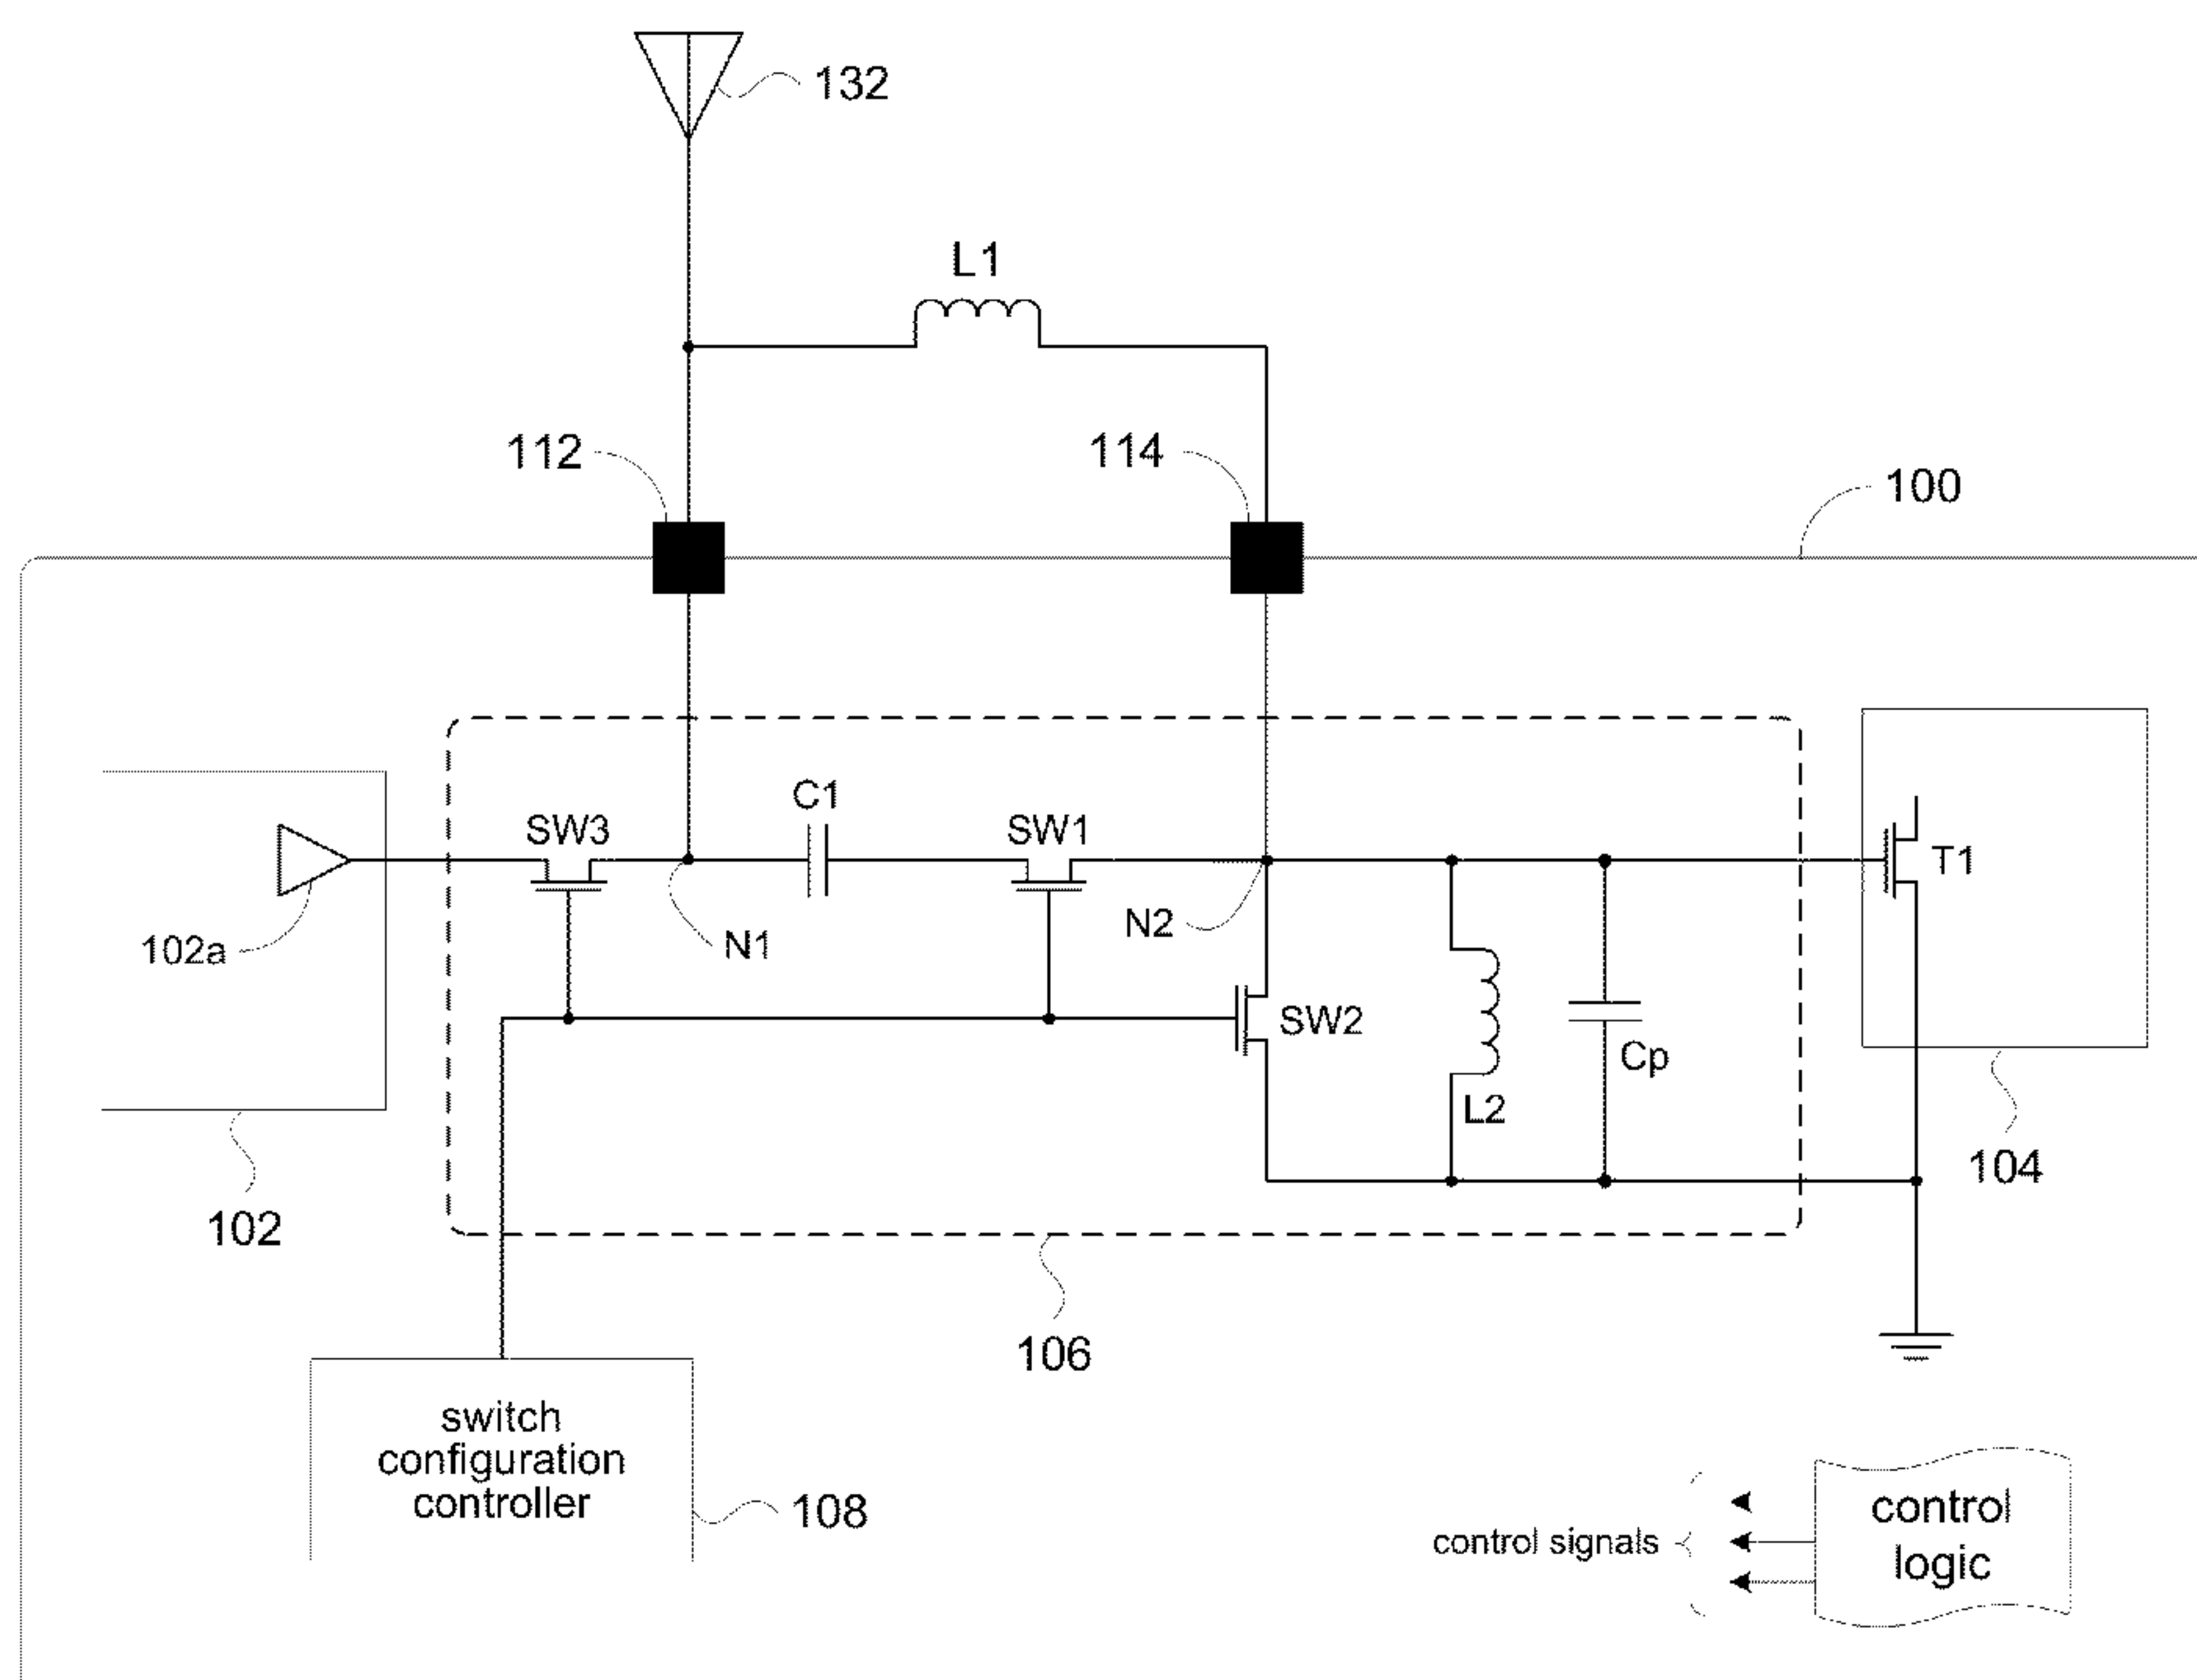 132
L1
112
114
100
C1
SW3
SW1
T1
102a
N1
N2
SW2
Cp
L2
102
104
106
switch
configuration
controller
108
control signals
control
logic